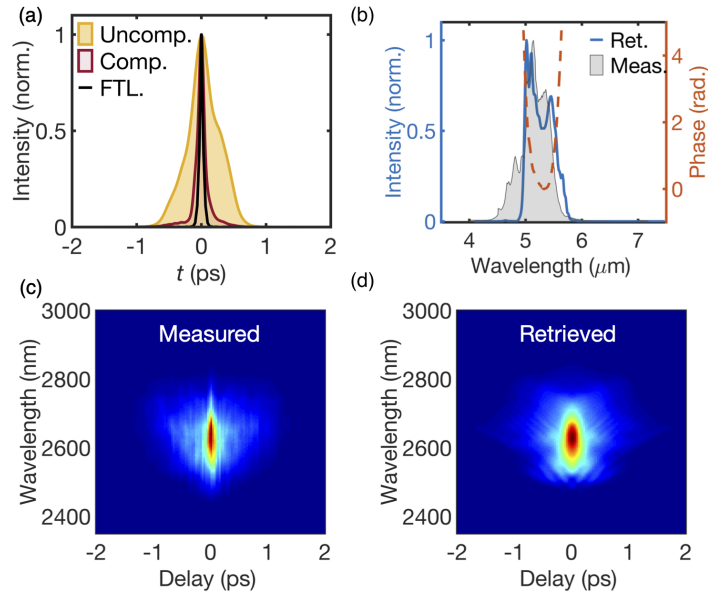 (a)
Uncomp.
Comp.
FTL.
Intensity (norm.)
1
0.5
0
-2
-1
0
1
2
t (ps)
(b)
Ret.
Meas.
Intensity (norm.)
1
0.5
0
4
2
0
Phase (rad.)
4
5
6
7
Wavelength (μm)
(c)
Measured
Wavelength (nm)
3000
2800
2600
2400
-2
-1
0
1
2
Delay (ps)
(d)
Retrieved
Wavelength (nm)
3000
2800
2600
2400
-2
-1
0
1
2
Delay (ps)